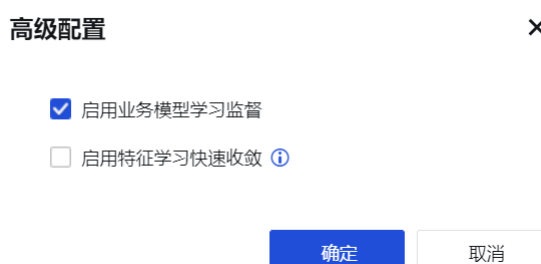 高级配置
启用业务模型学习监督
启用特征学习快速收敛
确定
取消